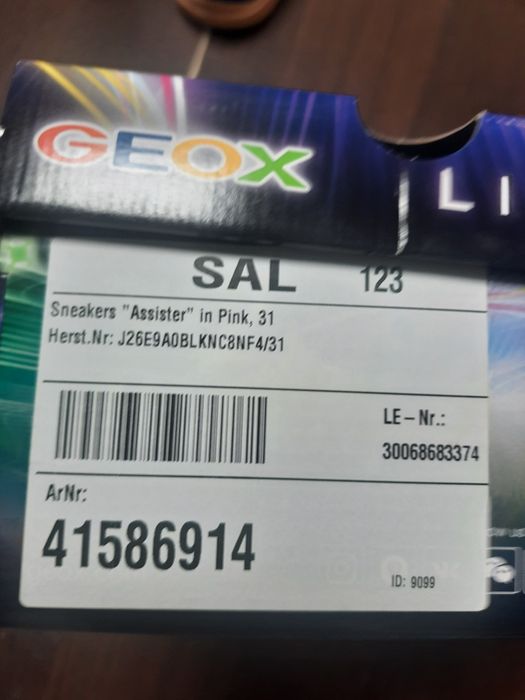 GEOX
LI
SAL 123
Sneakers "Assister" in Pink, 31
Herst.Nr: J26E9A0BLKNC8NF4/31
LE-Nr.:
30068683374
ArNr:
41586914
ID: 9099